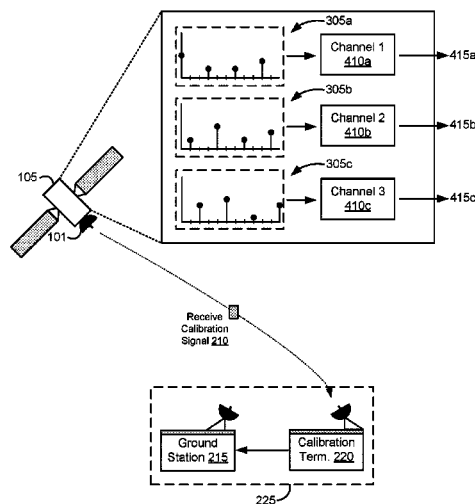 305a
Channel 1
410a
415a
305b
Channel 2
410b
415b
305c
Channel 3
410c
415c
105
101
Receive
Calibration
Signal 210
Ground
Station 215
Calibration
Term. 220
225